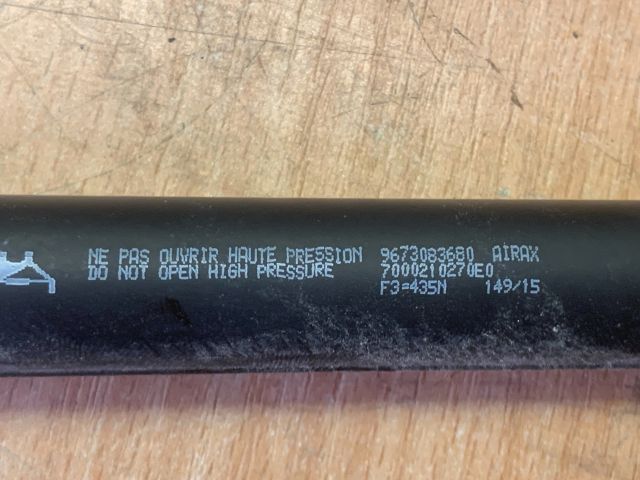 NE PAS OUVRIR HAUTE PRESSION 9673083680 AIRAX
DO NOT OPEN HIGH PRESSURE 7000210270E0
F3=435N 149/15